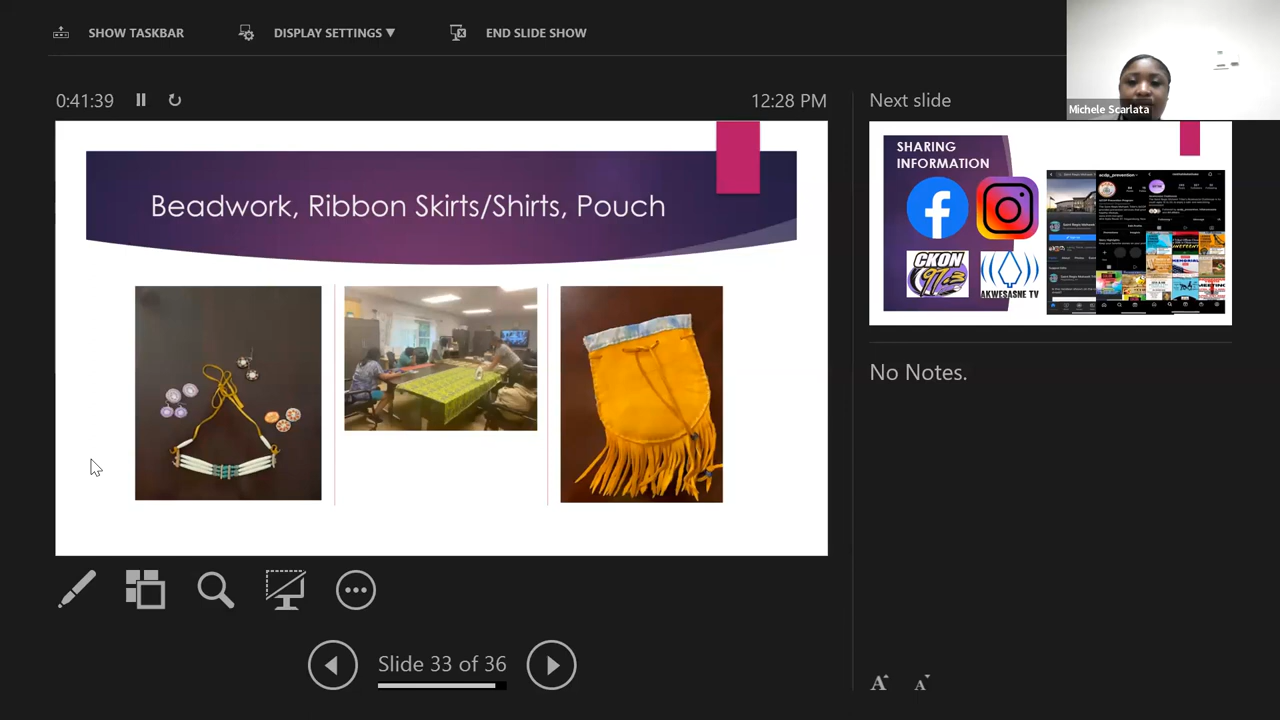 SHOW TASKBAR
DISPLAY SETTINGS ▼
END SLIDE SHOW
Michele Scarlata
0:41:39
12:28 PM
Next slide
Beadwork, Ribbon Skirts/Shirts, Pouch
SHARING
INFORMATION
CKON
97.3
AKWESASNE TV
No Notes.
Slide 33 of 36
A
A